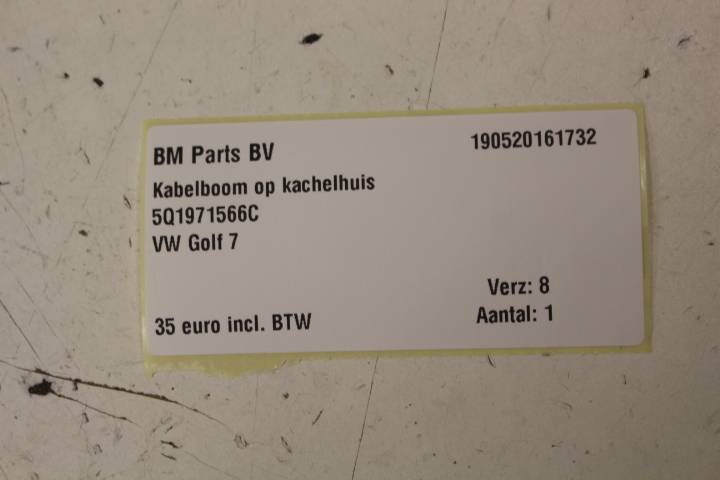 BM Parts BV
190520161732
Kabelboom op kachelhuis
5Q1971566C
VW Golf 7
Verz: 8
35 euro incl. BTW
Aantal: 1